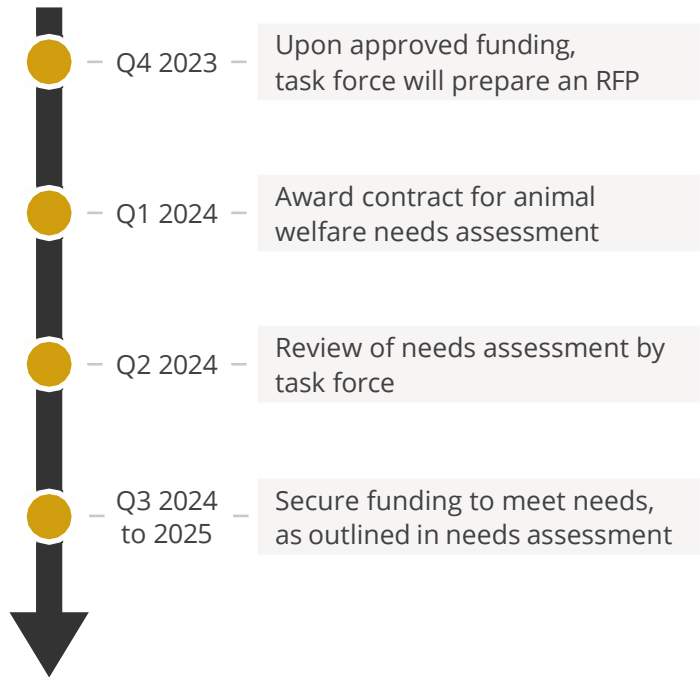 Q4 2023
Upon approved funding,
task force will prepare an RFP
Q1 2024
Award contract for animal
welfare needs assessment
Q2 2024
Review of needs assessment by
task force
Q3 2024
to 2025
Secure funding to meet needs,
as outlined in needs assessment